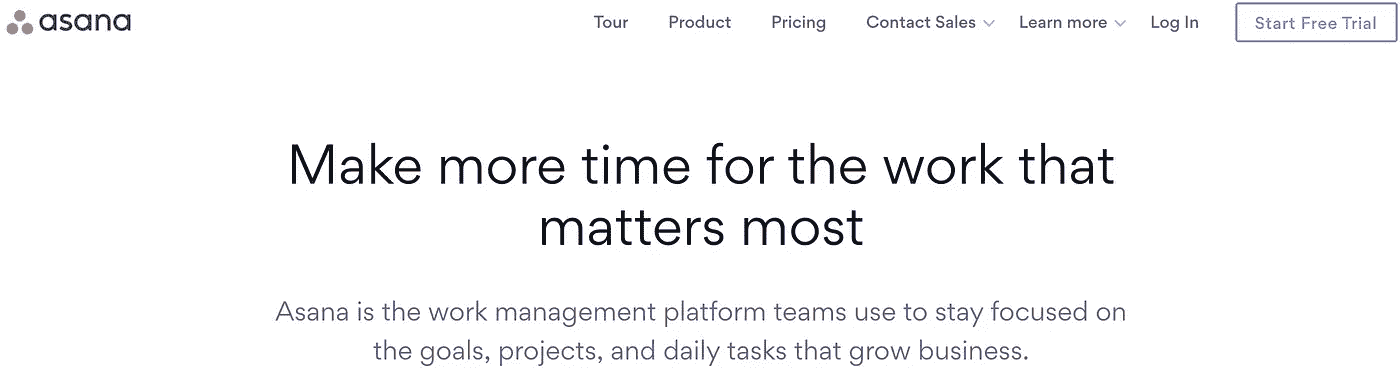 asana Tour Product Pricing Contact Sales Learn more Log In Start Free Trial
Make more time for the work that
matters most
Asana is the work management platform teams use to stay focused on
the goals, projects, and daily tasks that grow business.